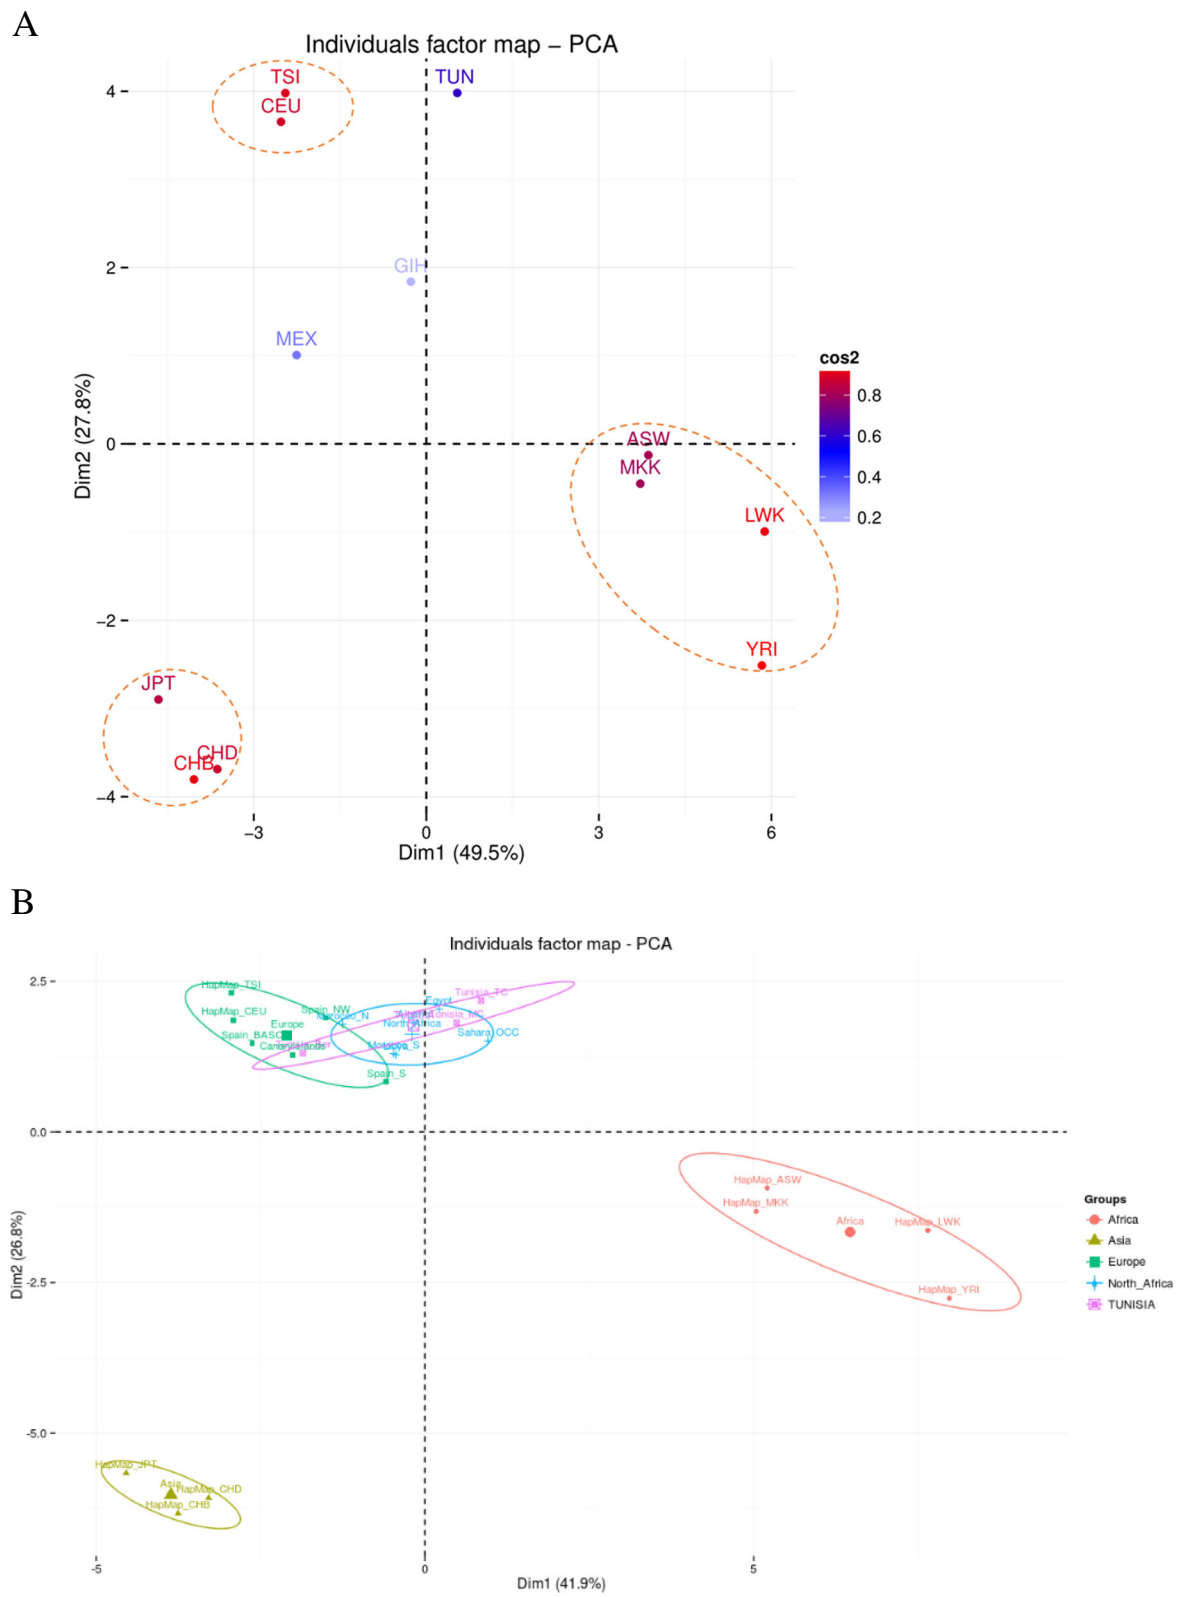 A
Individuals factor map – PCA
TSI
TUN
CEU
GIH
MEX
ASW
MKK
LWK
YRI
JPT
CHD
CHB
4
2
0
−2
−4
Dim2 (27.8%)
−3 0 3 6
Dim1 (49.5%)
cos2
0.8
0.6
0.4
0.2
B
Individuals factor map - PCA
HapMap_TSI
HapMap_CEU
Spain_NW
Europe
Spain_BASC
Spain_S
Egypt
Tunisia_TC
North_Africa
Sahara_OCC
HapMap_ASW
HapMap_MKK
Africa
HapMap_LWK
HapMap_YRI
HapMap_JPT
Asia
HapMap_CHD
HapMap_CHB
2.5
0.0
-2.5
-5.0
Dim2 (26.8%)
-5 0 5
Dim1 (41.9%)
Groups
Africa
Asia
Europe
North_Africa
TUNISIA